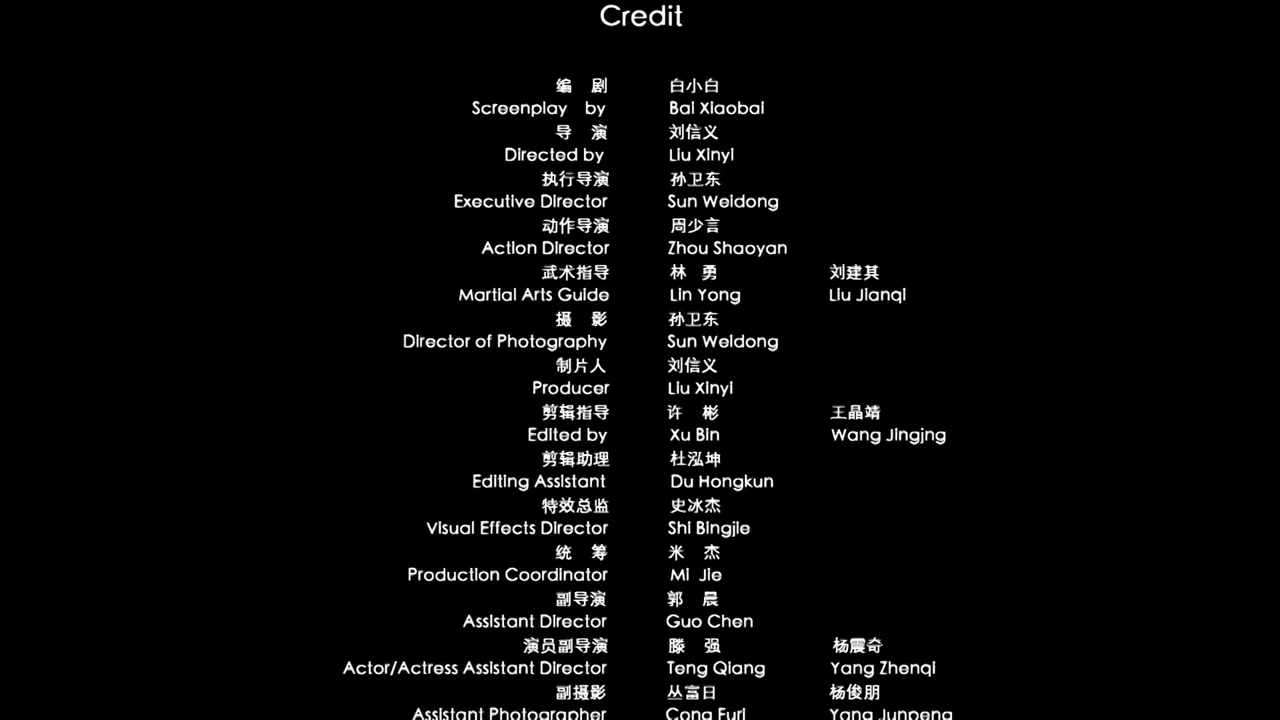 Credit
编 剧 白小白
Screenplay by Bai Xiaobai
导 演 刘信义
Directed by Liu Xinyi
执行导演 孙卫东
Executive Director Sun Weidong
动作导演 周少言
Action Director Zhou Shaoyan
武术指导 林 勇 刘建其
Martial Arts Guide Lin Yong Liu Jianqi
摄 影 孙卫东
Director of Photography Sun Weidong
制片人 刘信义
Producer Liu Xinyi
剪辑指导 许 彬 王晶靖
Edited by Xu Bin Wang Jingjng
剪辑助理 杜泓坤
Editing Assistant Du Hongkun
特效总监 史冰杰
Visual Effects Director Shi Bingjie
统 筹 米 杰
Production Coordinator Mi Jie
副导演 郭 晨
Assistant Director Guo Chen
演员副导演 滕 强 杨震奇
Actor/Actress Assistant Director Teng Qiang Yang Zhenqi
副摄影 丛富日 杨俊朋
Assistant Photographer Cong Furi Yang Junpeng